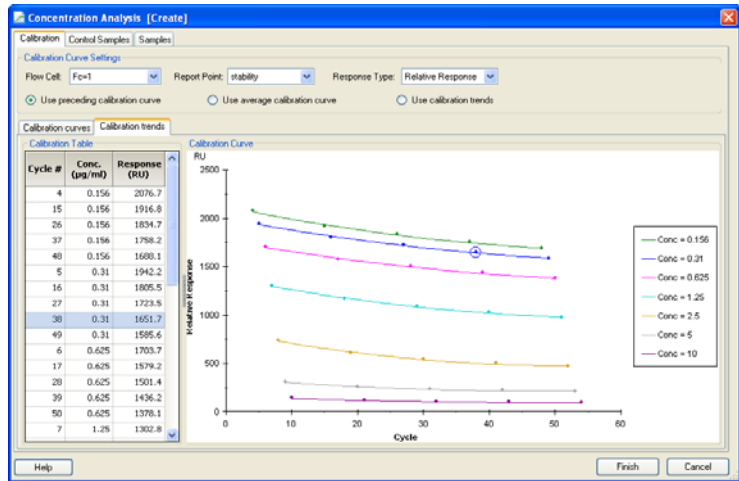 Concentration Analysis [Create]
Calibration Control Samples Samples
Calibration Curve Settings
Flow Cell: Fc=1 Report Point: stability Response Type: Relative Response
Use preceding calibration curve Use average calibration curve Use calibration trends
Calibration curves Calibration trends
Calibration Table
Cycle # Conc. (µg/ml) Response (RU)
4 0.156 2076.7
15 0.156 1916.8
26 0.156 1834.7
37 0.156 1758.2
48 0.156 1688.1
5 0.31 1942.2
16 0.31 1805.5
27 0.31 1723.5
38 0.31 1651.7
49 0.31 1585.6
6 0.625 1703.7
17 0.625 1579.2
28 0.625 1501.4
39 0.625 1436.2
50 0.625 1378.1
7 1.25 1302.8
Calibration Curve
RU
2500
2000
1500
1000
500
0
Relative Response
0 10 20 30 40 50 60
Cycle
Conc = 0.156
Conc = 0.31
Conc = 0.625
Conc = 1.25
Conc = 2.5
Conc = 5
Conc = 10
Help Finish Cancel